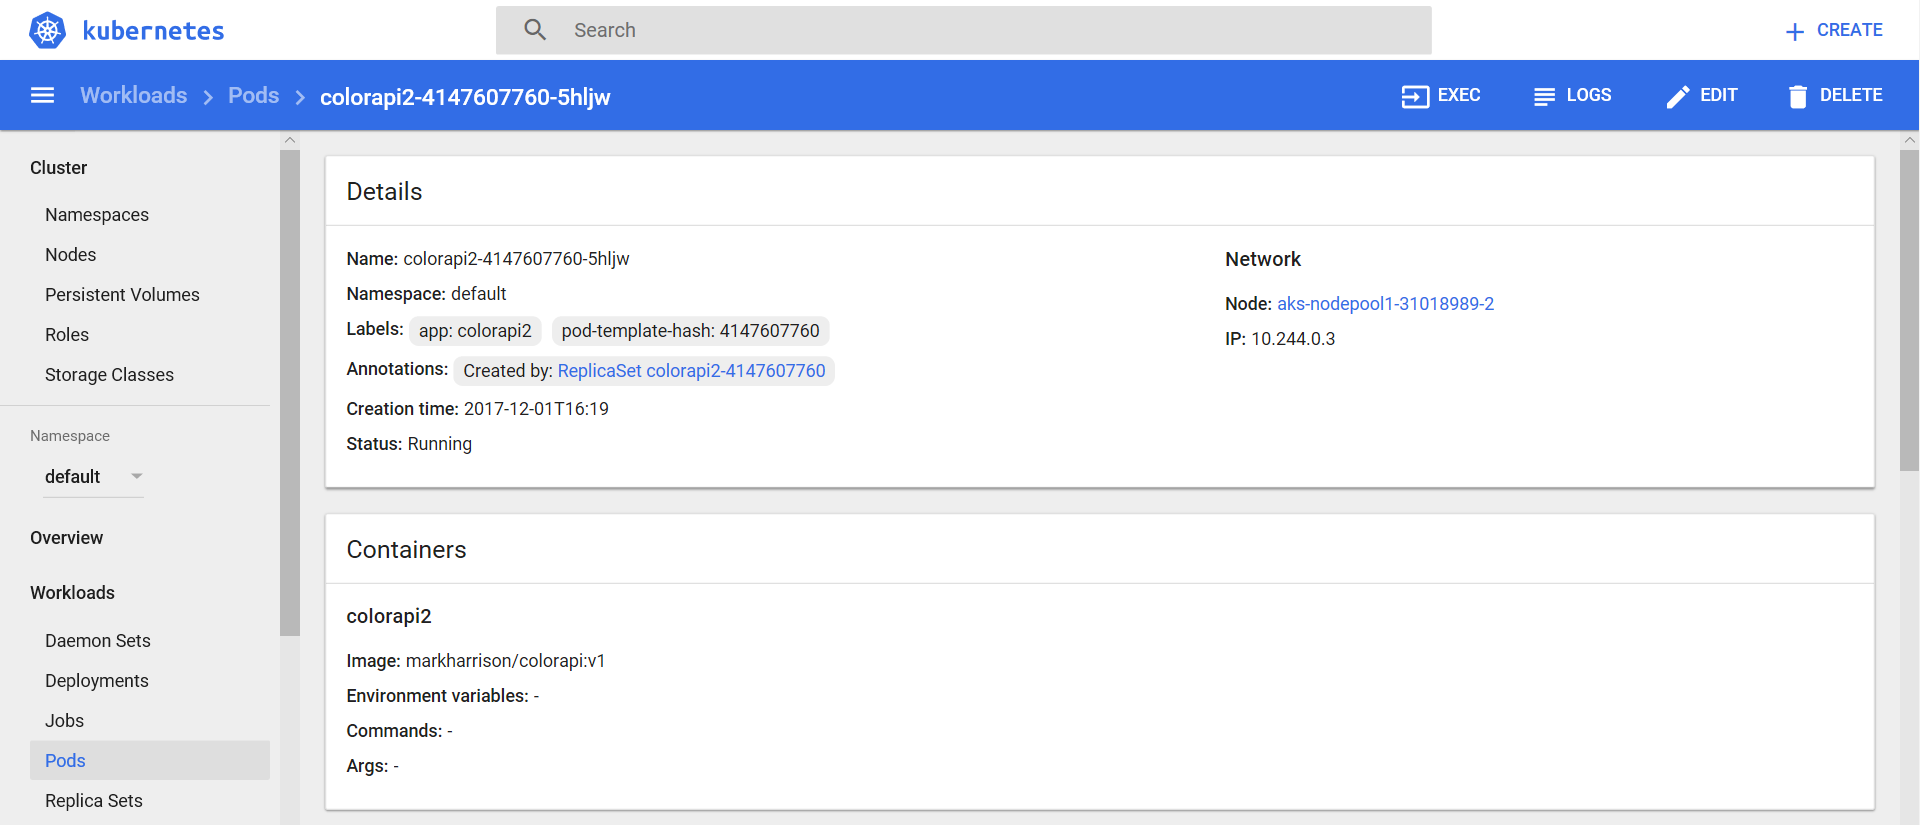 kubernetes
Search
CREATE
Workloads > Pods > colorapi2-4147607760-5hljw
EXEC
LOGS
EDIT
DELETE
Cluster
Namespaces
Nodes
Persistent Volumes
Roles
Storage Classes
Namespace
default
Overview
Workloads
Daemon Sets
Deployments
Jobs
Pods
Replica Sets
Details
Name: colorapi2-4147607760-5hljw
Namespace: default
Labels: app: colorapi2 pod-template-hash: 4147607760
Annotations: Created by: ReplicaSet colorapi2-4147607760
Creation time: 2017-12-01T16:19
Status: Running
Network
Node: aks-nodepool1-31018989-2
IP: 10.244.0.3
Containers
colorapi2
Image: markharrison/colorapi:v1
Environment variables: -
Commands: -
Args: -